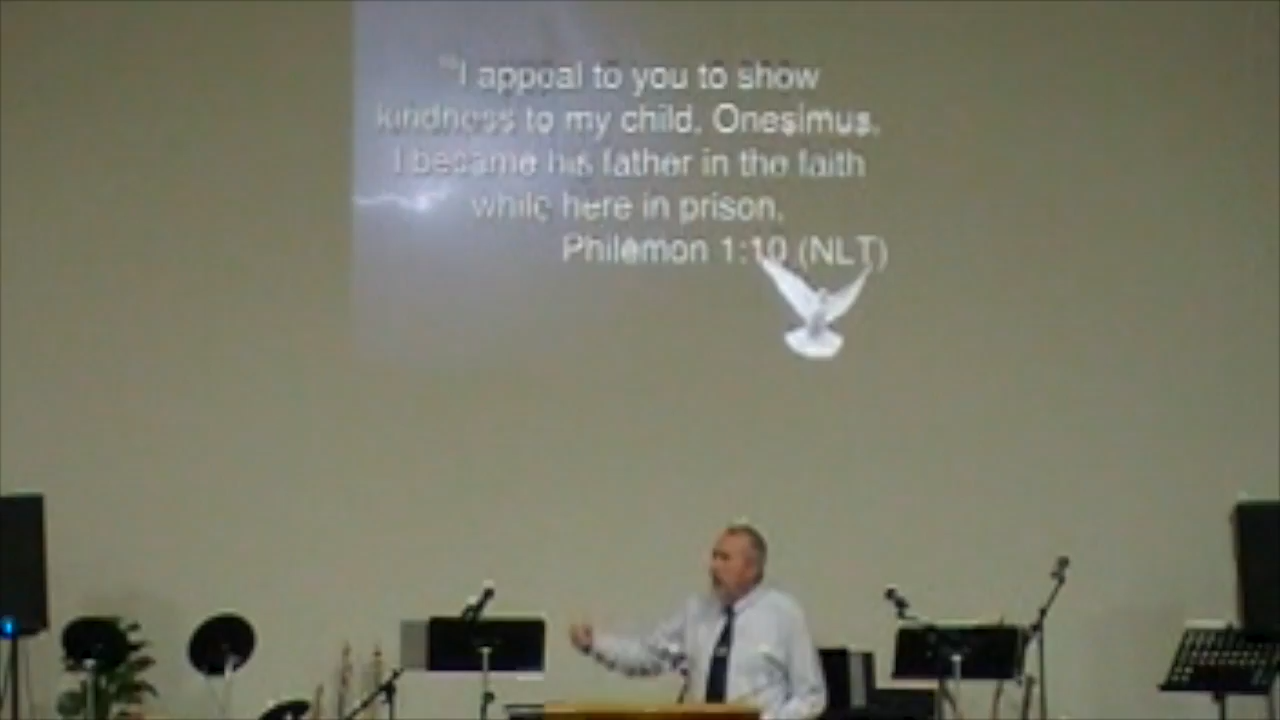 "I appeal to you to show
kindness to my child, Onesimus.
I became his father in the faith
while here in prison.
Philemon 1:10 (NLT)